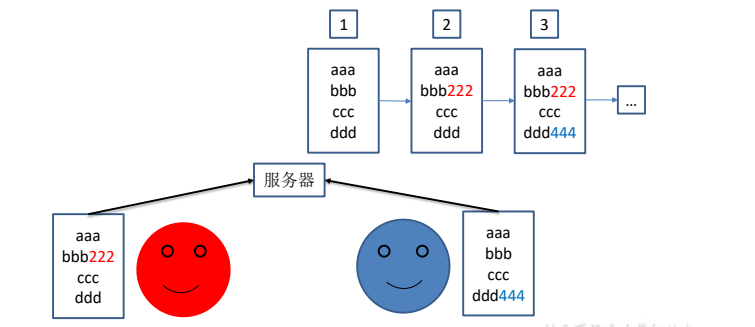 1
2
3
aaa
bbb
ccc
ddd
aaa
bbb222
ccc
ddd
aaa
bbb222
ccc
ddd444
...
服务器
aaa
bbb222
ccc
ddd
aaa
bbb
ccc
ddd444